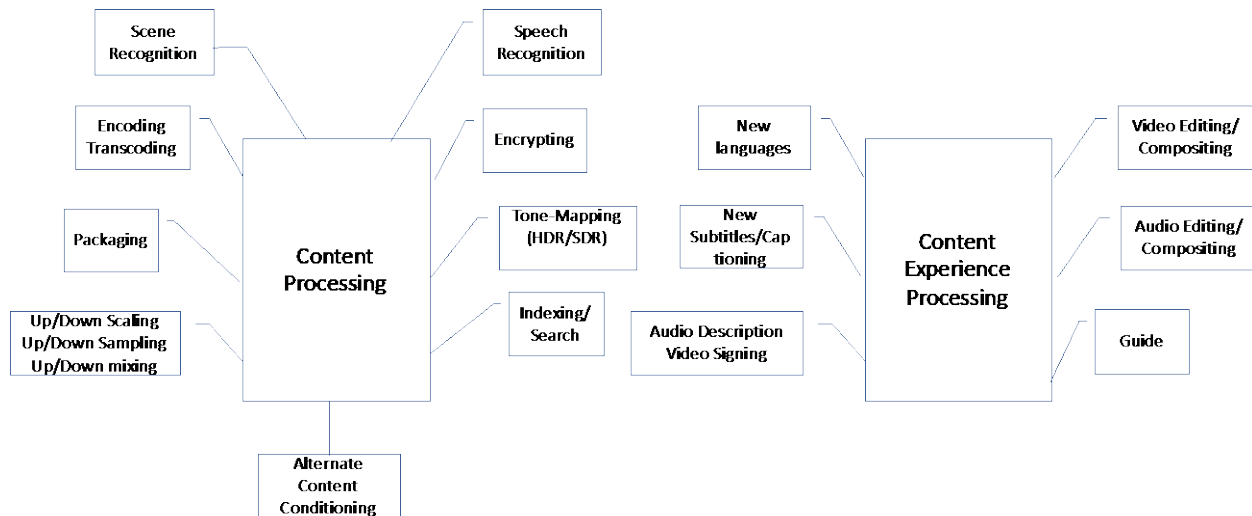 Scene
Recognition
Speech
Recognition
Encoding
Transcoding
Encrypting
Packaging
Tone-Mapping
(HDR/SDR)
Content
Processing
Up/Down Scaling
Up/Down Sampling
Up/Down mixing
Indexing/
Search
Alternate
Content
Conditioning
New
languages
Video Editing/
Compositing
New
Subtitles/Cap
tioning
Audio Editing/
Compositing
Content
Experience
Processing
Audio Description
Video Signing
Guide